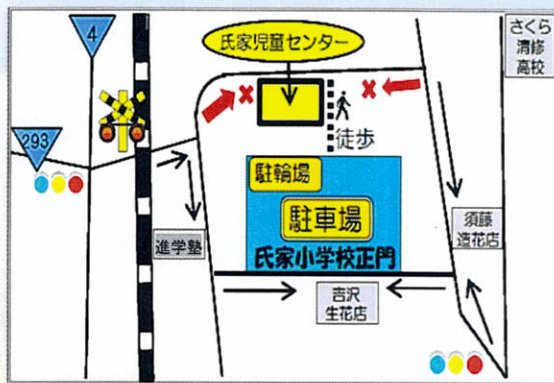 4
氏家児童センター
さくら
清修
高校
293
徒歩
駐輪場
駐車場
氏家小学校正門
進学塾
須藤
造花店
吉沢
生花店